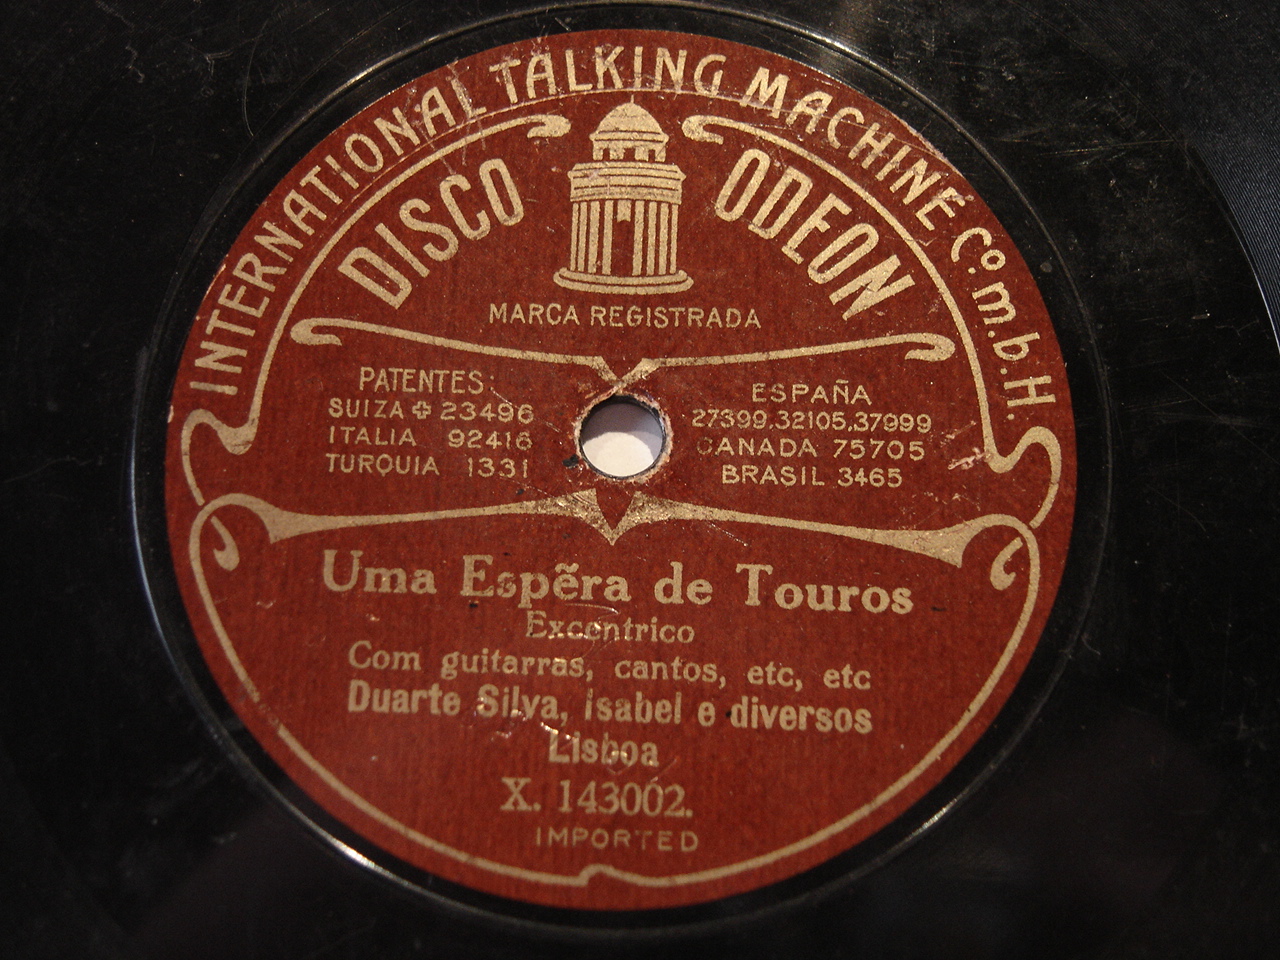 INTERNATIONAL TALKING MACHINE Co. m.b.H.
DISCO ODEON
MARCA REGISTRADA
PATENTES:
SUIZA ✚ 23496
ITALIA 92416
TURQUIA 1331
ESPAÑA
27399.32105.37999
CANADA 75705
BRASIL 3465
Uma Espẽra de Touros
Excentrico
Com guitarras, cantos, etc, etc
Duarte Silva, Isabel e diversos
Lisboa
X. 143002.
IMPORTED